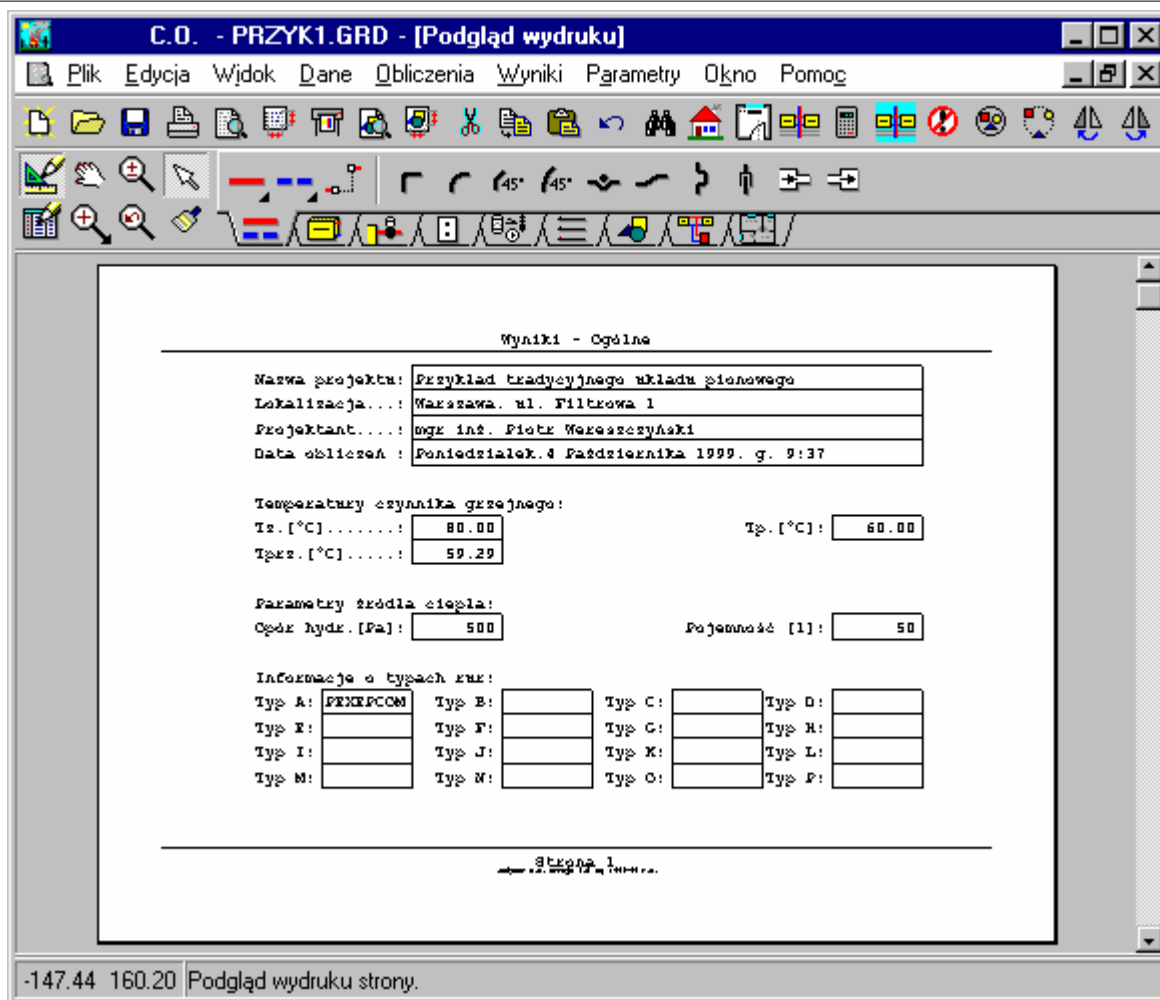 C.O. - PRZYK1.GRD - [Podgląd wydruku]
Plik Edycja Widok Dane Obliczenia Wyniki Parametry Okno Pomoc
45° 45°
Wyniki - Ogólne
Nazwa projektu: Przykład tradycyjnego układu pionowego
Lokalizacja...: Warszawa. ul. Filtrowa 1
Projektant....: mgr inż. Piotr Wereszczyński
Data obliczeń : Poniedziałek.4 Października 1999. g. 9:37
Temperatury czynnika grzejnego:
Tz.[°C].......: 80.00 Tp.[°C]: 60.00
Tprz.[°C].....: 59.29
Parametry źródła ciepła:
Opór hydr.[Pa]: 500 Pojemność [l]: 50
Informacje o typach rur:
Typ A: PEXEPCOM Typ B: Typ C: Typ D:
Typ E: Typ F: Typ G: Typ H:
Typ I: Typ J: Typ K: Typ L:
Typ M: Typ N: Typ O: Typ P:
Strona 1
-147.44 160.20 Podgląd wydruku strony.